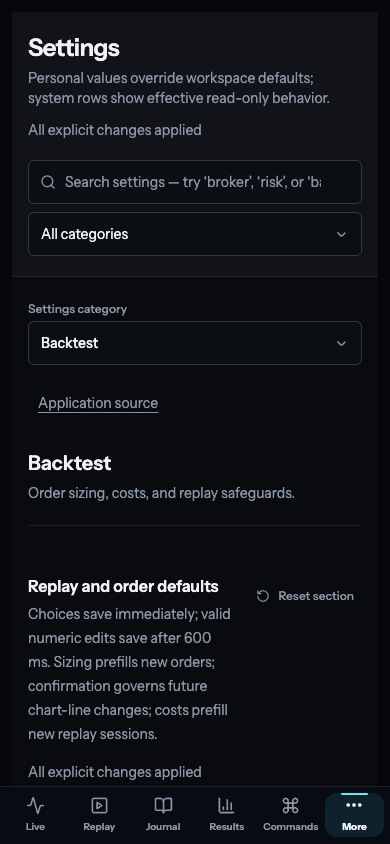 Settings
Personal values override workspace defaults;
system rows show effective read-only behavior.
All explicit changes applied
Search settings — try ‘broker’, ‘risk’, or ‘ba
All categories
Settings category
Backtest
Application source
Backtest
Order sizing, costs, and replay safeguards.
Replay and order defaults
Reset section
Choices save immediately; valid
numeric edits save after 600
ms. Sizing prefills new orders;
confirmation governs future
chart-line changes; costs prefill
new replay sessions.
All explicit changes applied
Live
Replay
Journal
Results
Commands
More